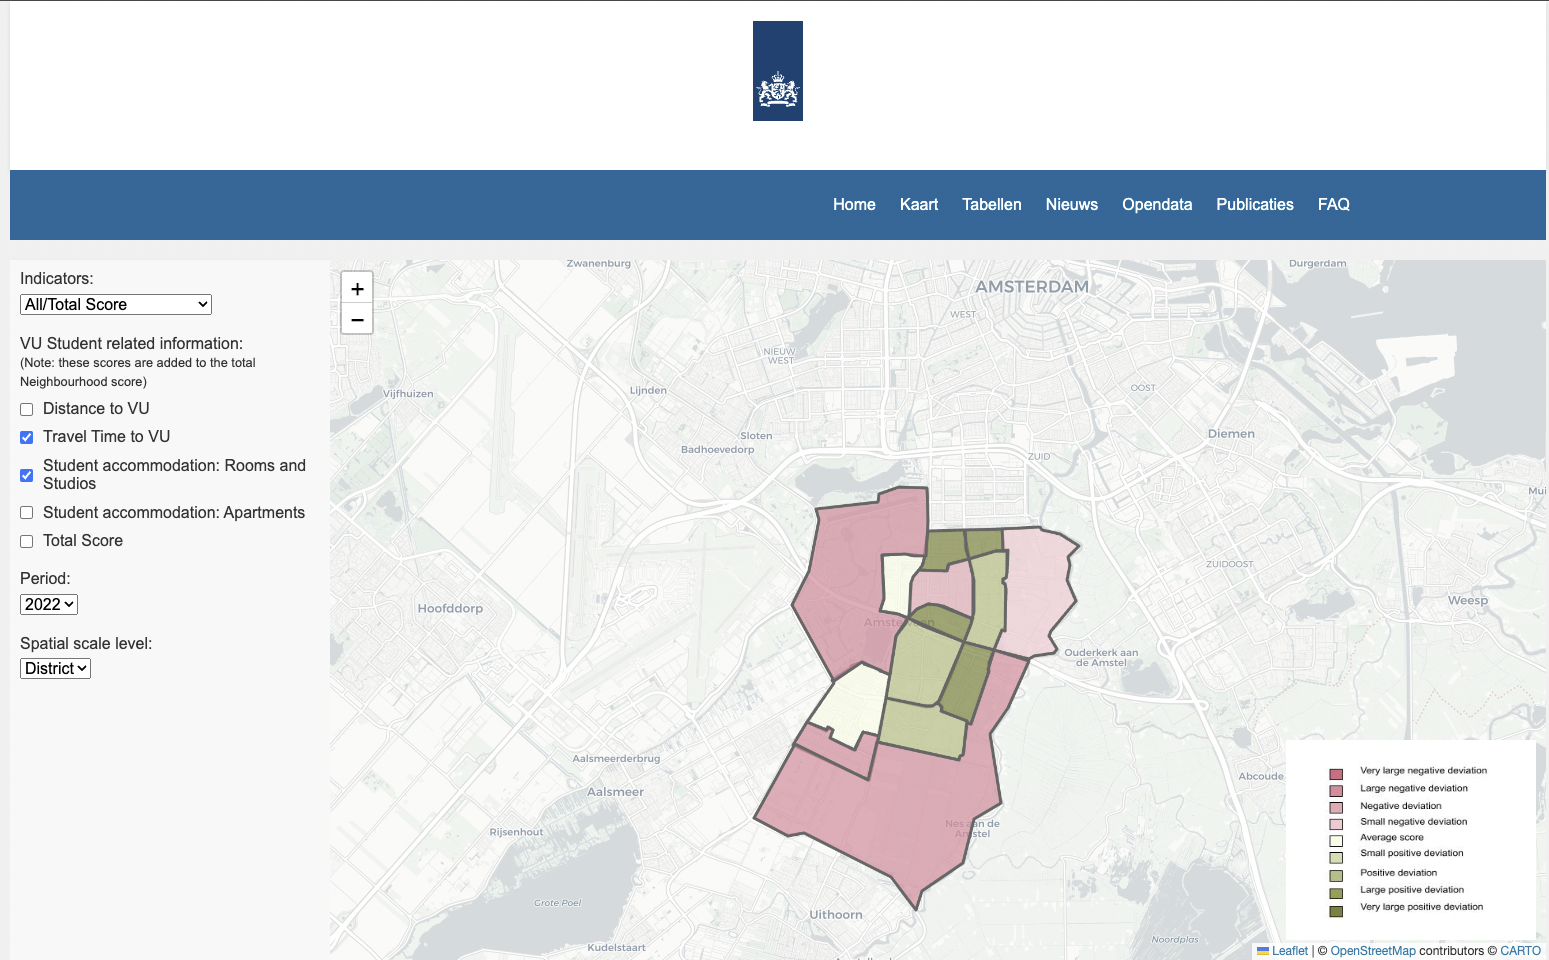 Home Kaart Tabellen Nieuws Opendata Publicaties FAQ
Indicators:
All/Total Score
VU Student related information:
(Note: these scores are added to the total
Neighbourhood score)
Distance to VU
Travel Time to VU
Student accommodation: Rooms and
Studios
Student accommodation: Apartments
Total Score
Period:
2022
Spatial scale level:
District
+
−
Zwanenburg
AMSTERDAM
Durgerdam
WEST
NIEUW
WEST
Vijfhuizen
Lijnden
OOST
Sloten
Badhoevedorp
Diemen
ZUID
Mui
ZUIDOOST
Hoofddorp
Weesp
Ouderkerk aan
de Amstel
Aalsmeerderbrug
Aalsmeer
Abcoude
Rijsenhout
Nes aan de
Amstel
Grote Poel
Uithoorn
Kudelstaart
Noordplas
Very large negative deviation
Large negative deviation
Negative deviation
Small negative deviation
Average score
Small positive deviation
Positive deviation
Large positive deviation
Very large positive deviation
Leaflet | © OpenStreetMap contributors © CARTO